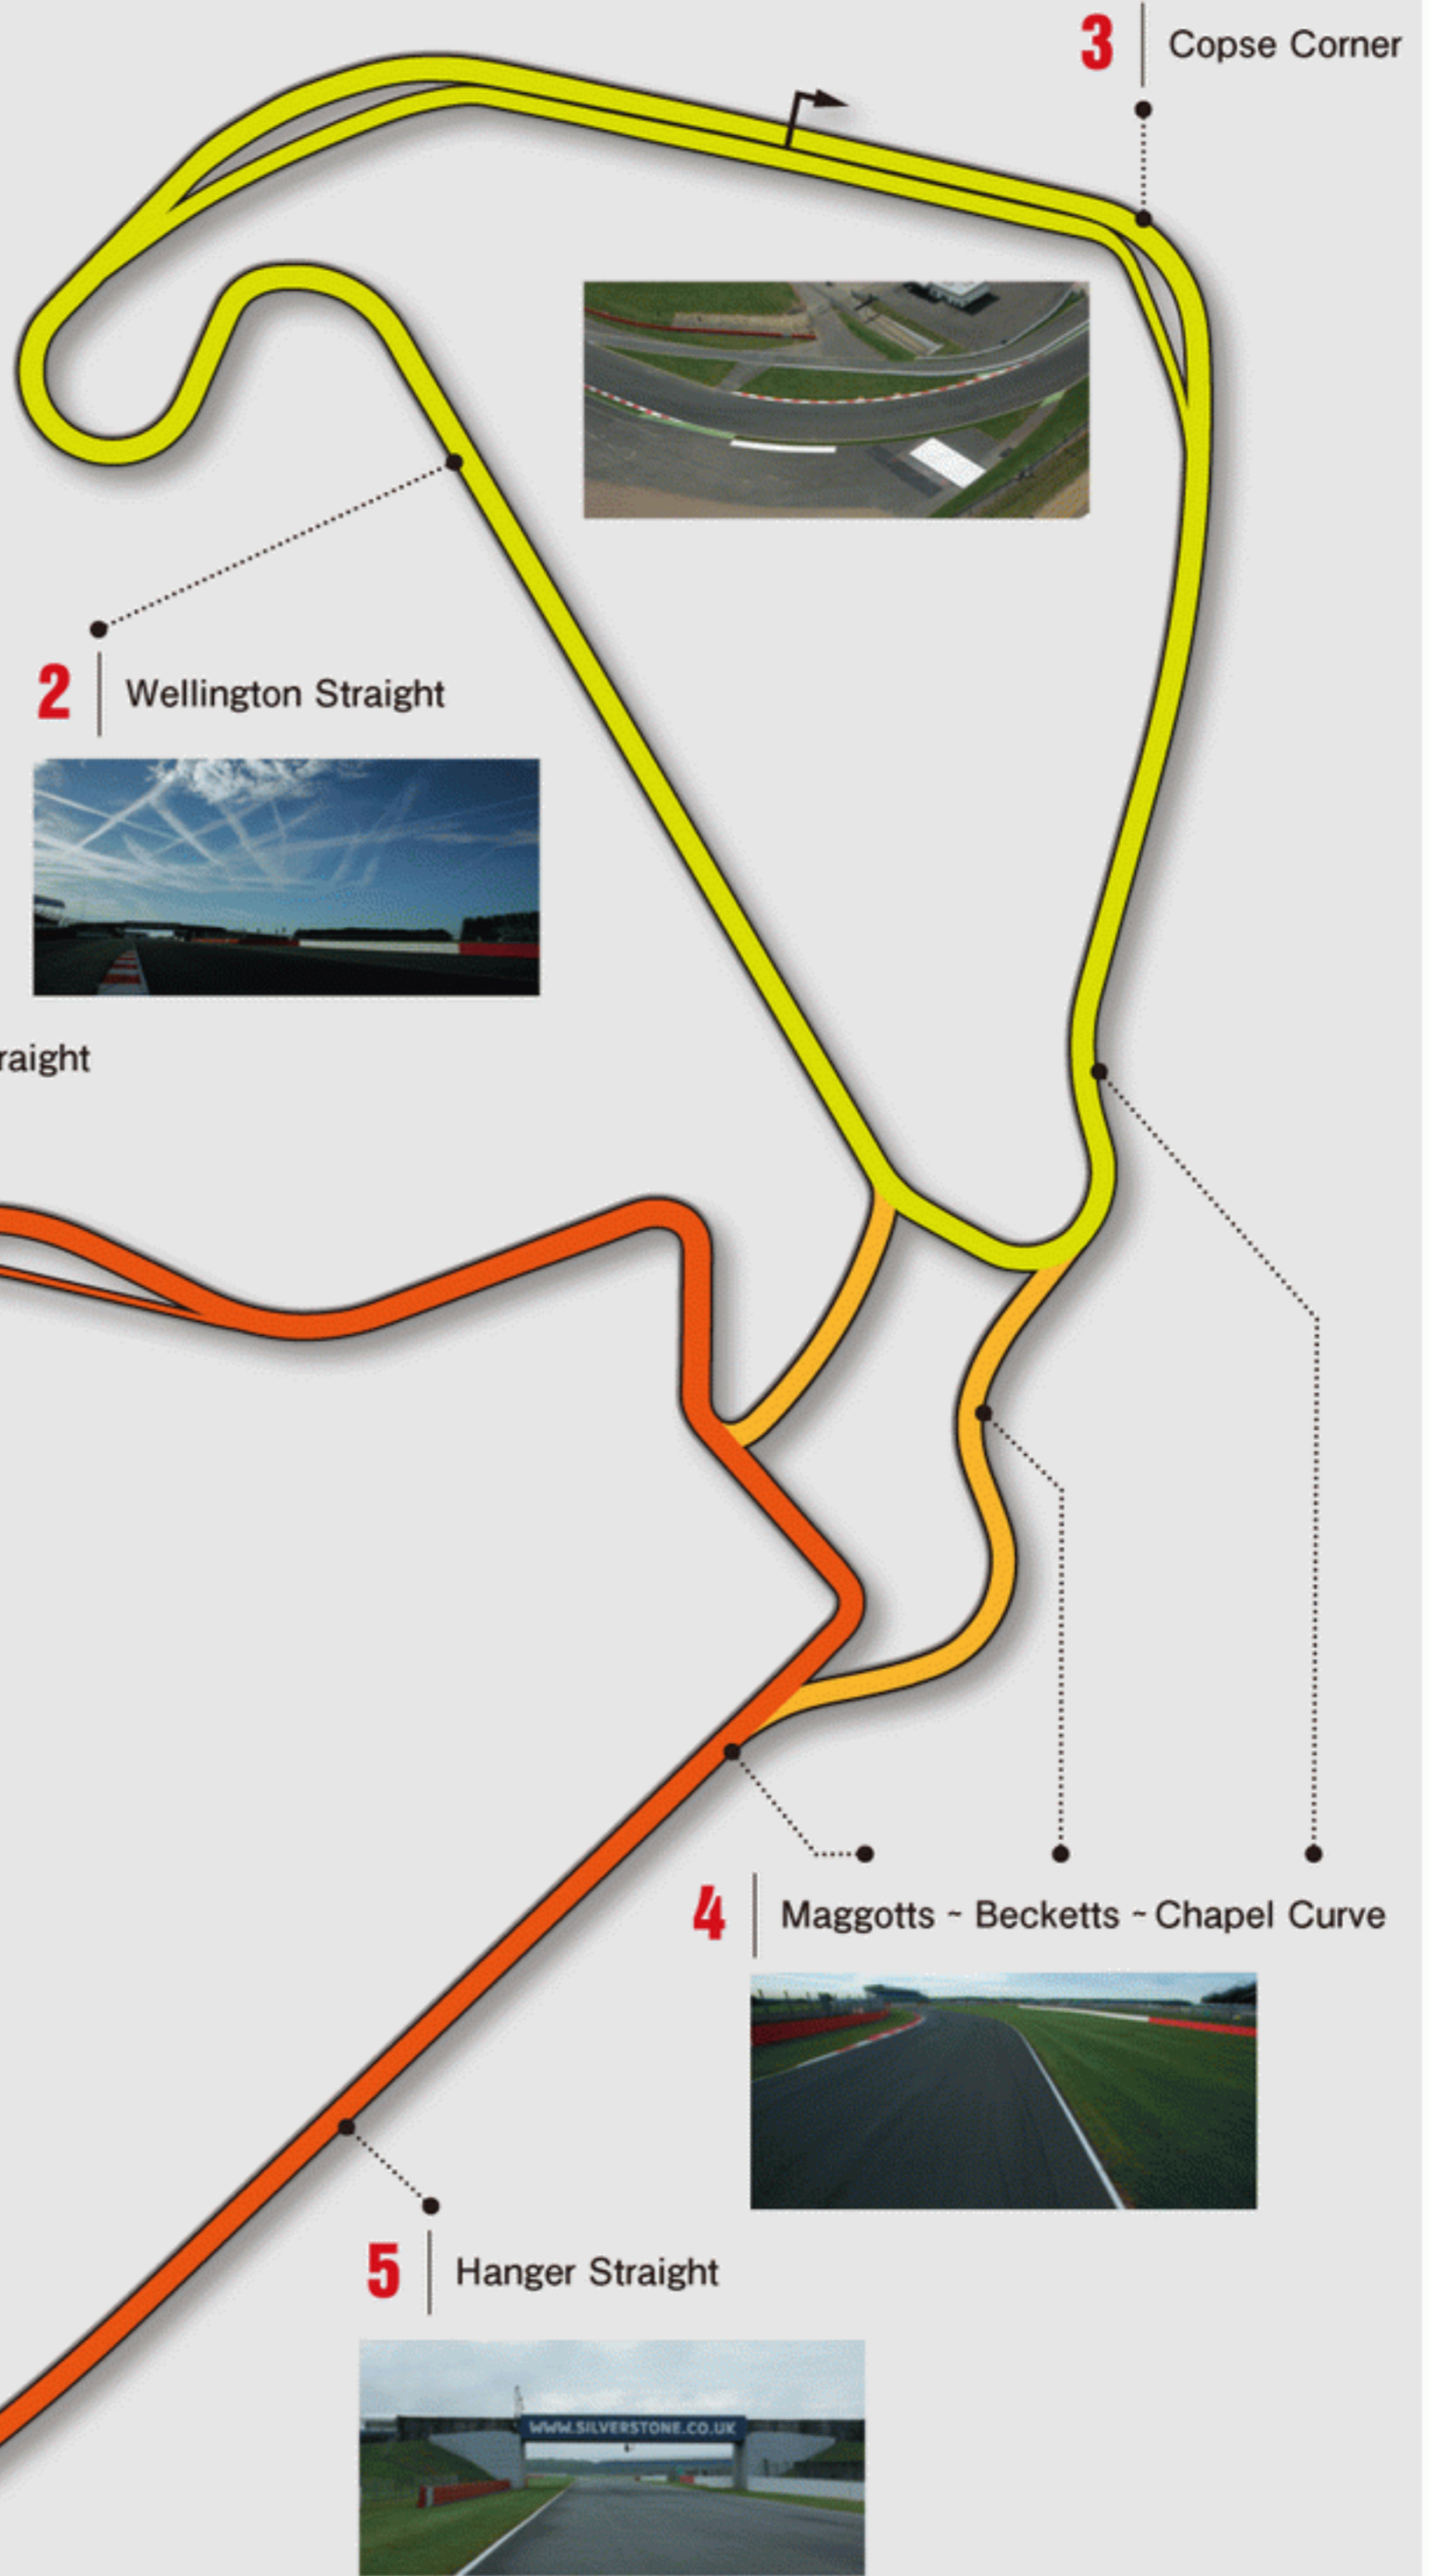 3 Copse Corner
2 Wellington Straight
raight
4 Maggotts ~ Becketts ~ Chapel Curve
5 Hanger Straight
WWW.SILVERSTONE.CO.UK